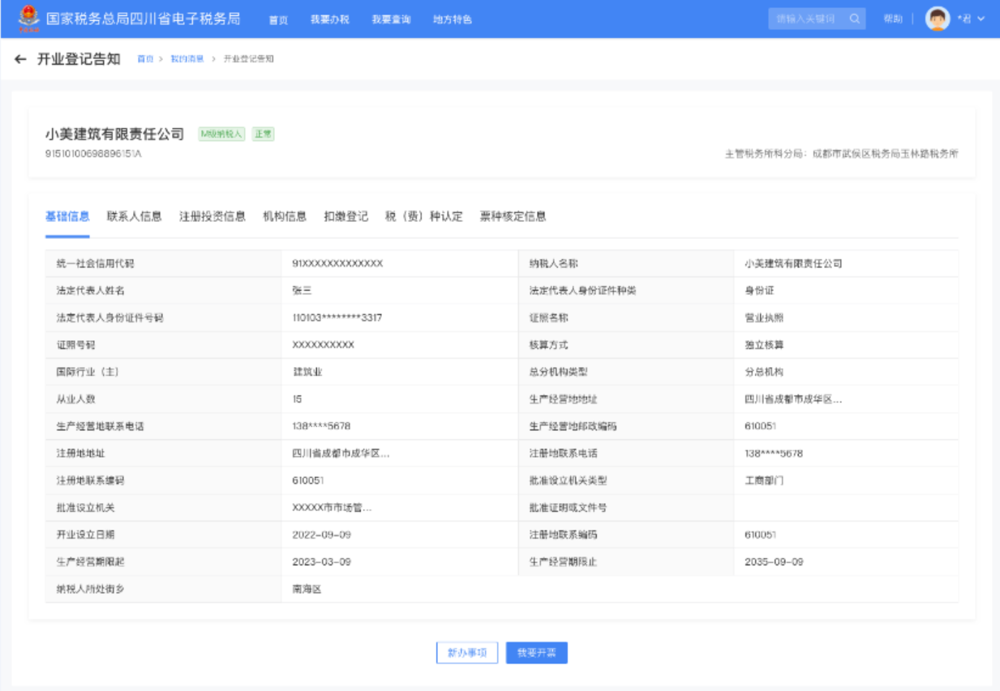 国家税务总局四川省电子税务局 首页 我要办税 我要查询 地方特色 请输入关键词 帮助 *君
开业登记告知 首页 > 我的消息 > 开业登记告知
小美建筑有限责任公司 M级纳税人 正常
91510100698896151A 主管税务所科分局：成都市武侯区税务局玉林路税务所
基础信息 联系人信息 注册投资信息 机构信息 扣缴登记 税（费）种认定 票种核定信息
统一社会信用代码 91XXXXXXXXXXXXX 纳税人名称 小美建筑有限责任公司
法定代表人姓名 张三 法定代表人身份证件种类 身份证
法定代表人身份证件号码 110103********3317 证照名称 营业执照
证照号码 XXXXXXXXXX 核算方式 独立核算
国际行业（主） 建筑业 总分机构类型 分总机构
从业人数 15 生产经营地地址 四川省成都市成华区...
生产经营地联系电话 138****5678 生产经营地邮政编码 610051
注册地地址 四川省成都市成华区... 注册地联系电话 138****5678
注册地联系编码 610051 批准设立机关类型 工商部门
批准设立机关 XXXXX市市场管... 批准证明或文件号
开业设立日期 2022-09-09 注册地联系编码 610051
生产经营期限起 2023-03-09 生产经营期限止 2035-09-09
纳税人所处街乡 南海区
新办事项 我要开票